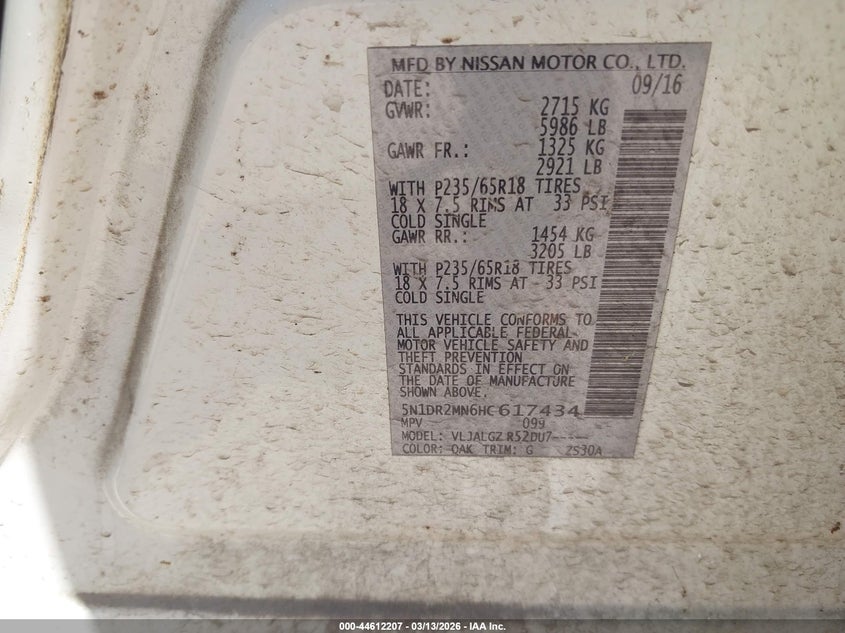 MFD BY NISSAN MOTOR CO., LTD.
DATE: 09/16
GVWR: 2715 KG
5986 LB
GAWR FR.: 1325 KG
2921 LB
WITH P235/65R18 TIRES
18 X 7.5 RIMS AT 33 PSI
COLD SINGLE
GAWR RR.: 1454 KG
3205 LB
WITH P235/65R18 TIRES
18 X 7.5 RIMS AT 33 PSI
COLD SINGLE
THIS VEHICLE CONFORMS TO
ALL APPLICABLE FEDERAL
MOTOR VEHICLE SAFETY AND
THEFT PREVENTION
STANDARDS IN EFFECT ON
THE DATE OF MANUFACTURE
SHOWN ABOVE.
5N1DR2MN6HC617434
MPV 099
MODEL: VLJALGZ R52DU7-----
COLOR: QAK TRIM: G ZS30A
000-44612207 - 03/13/2026 - IAA Inc.